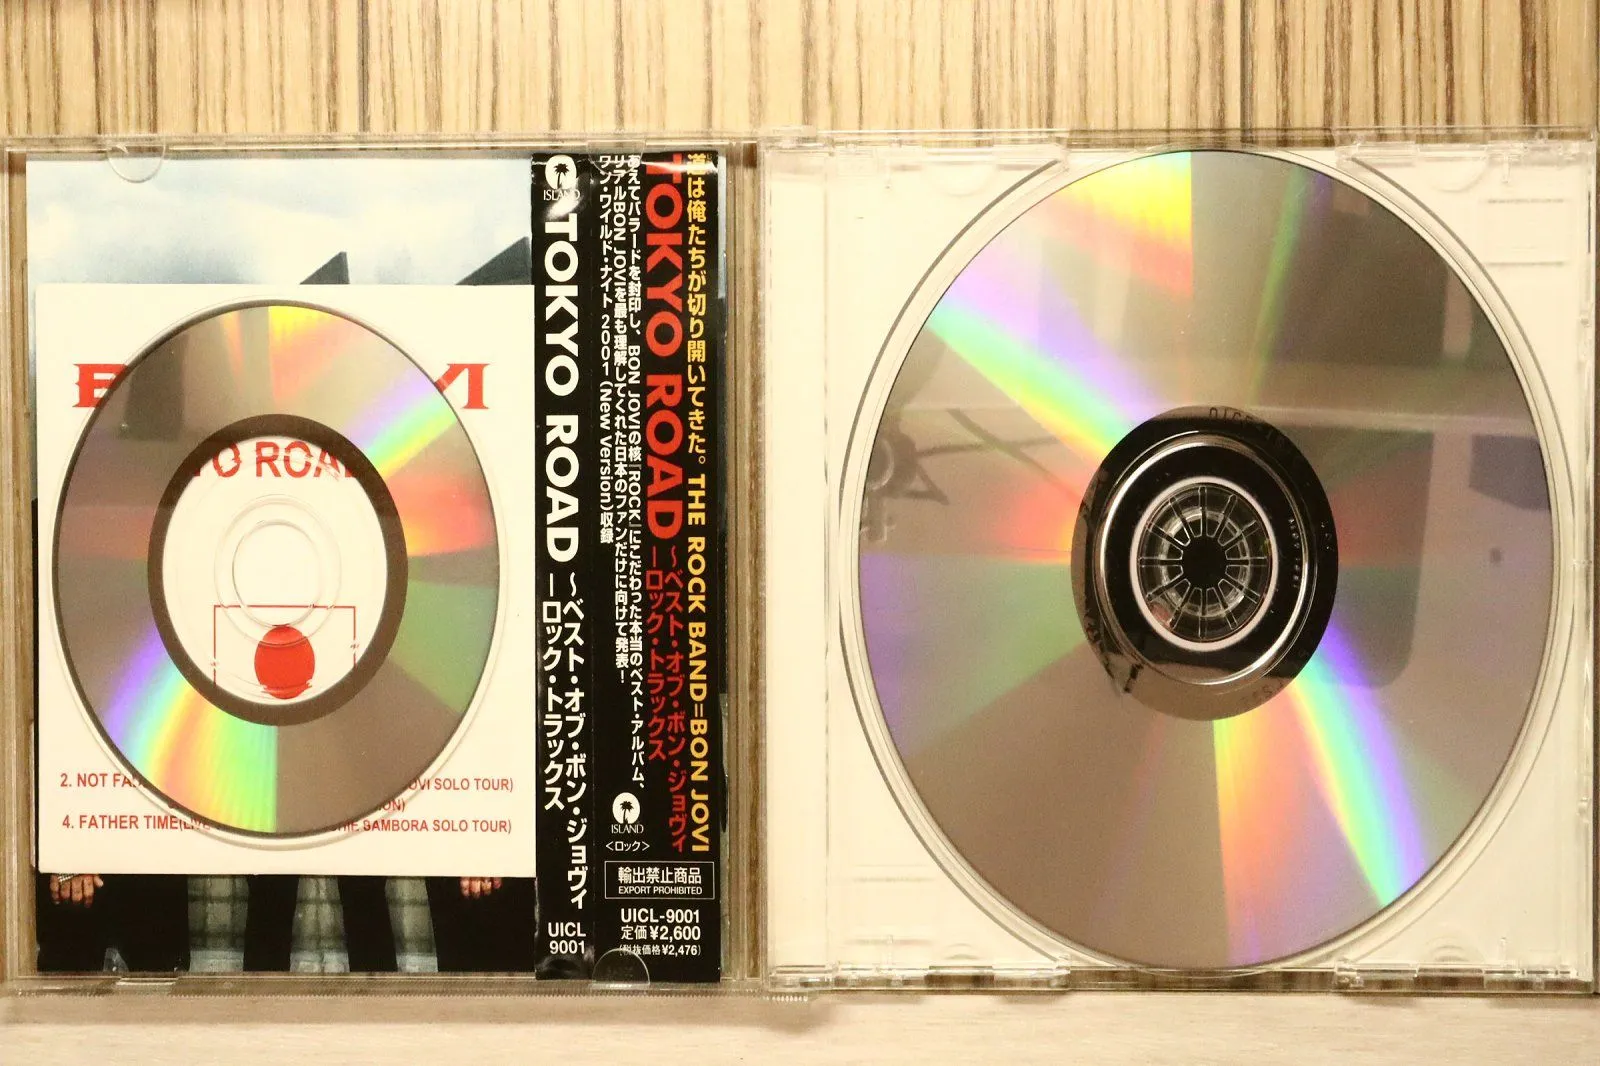 2. NOT FA
OVI SOLO TOUR)
ON)
4. FATHER TIME(LIVE
SAMBORA SOLO TOUR)
O ROA
ISLAND
TOKYO ROAD 〜ベスト・オブ・ボン・ジョヴィ
ーロック・トラックス
UICL
9001
道は俺たちが切り開いてきた。THE ROCK BAND=BON JOVI
TOKYO ROAD 〜ベスト・オブ・ボン・ジョヴィ
ーロック・トラックス
あえてバラードを封印し、BON JOVIの核『ROCK』にこだわった本当のベスト・アルバム、
リアルBON JOVIを最も理解してくれた日本のファンだけに向けて発表!
ワン・ワイルド・ナイト 2001 (New Version)収録
ISLAND
<ロック>
輸出禁止商品
EXPORT PROHIBITED
UICL-9001
定価¥2,600
(税抜価格¥2,476)